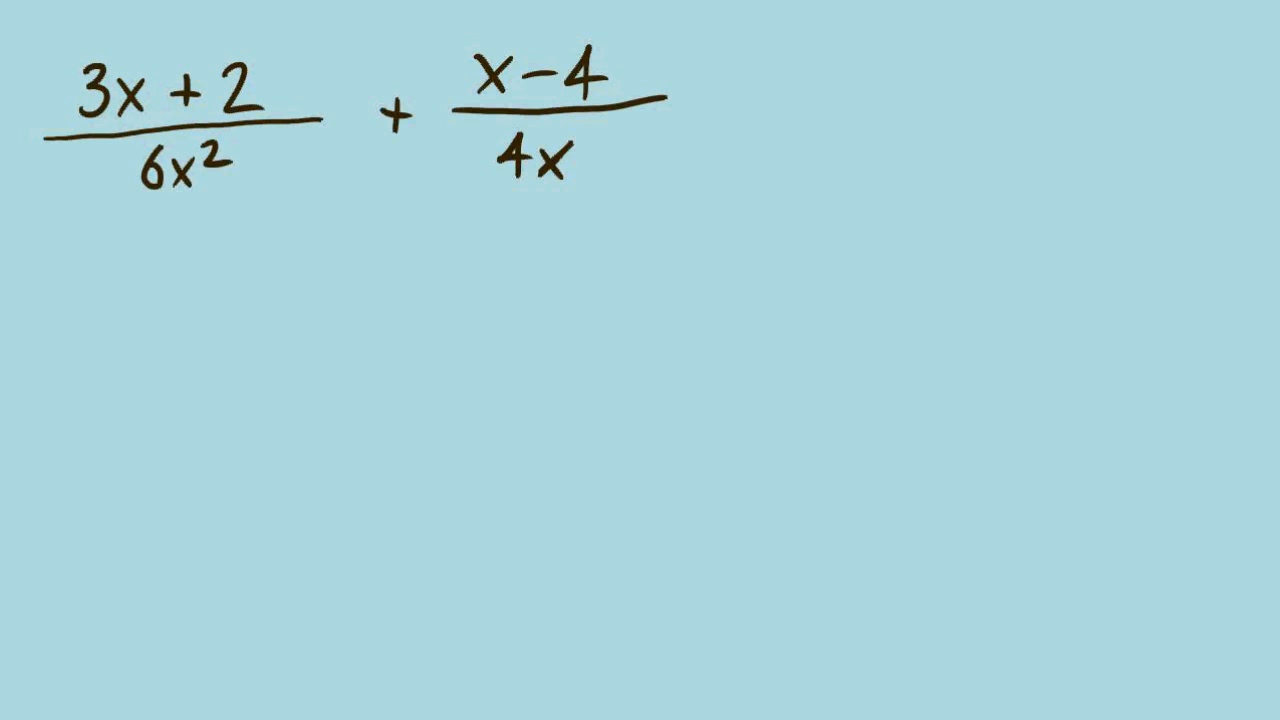 3x + 2 / 6x² + x - 4 / 4x